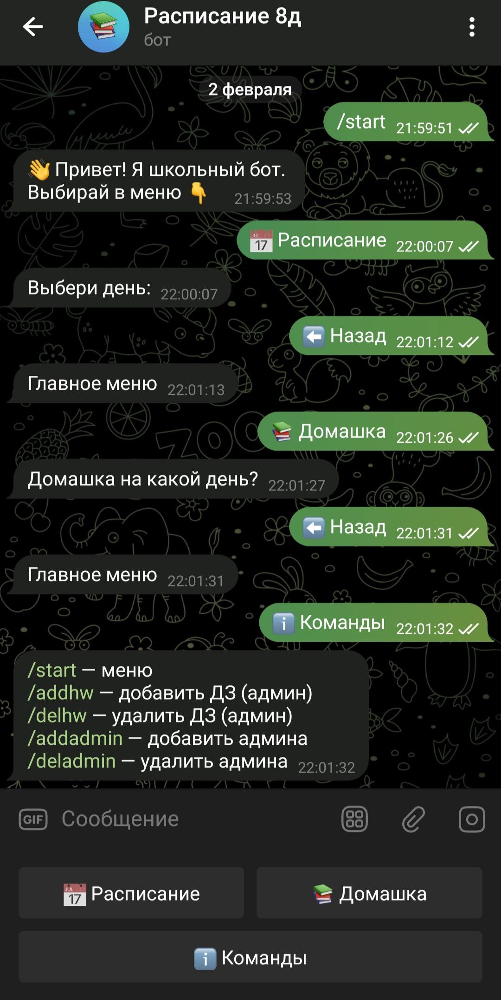 Расписание 8д
бот
2 февраля
/start 21:59:51
👋 Привет! Я школьный бот.
Выбирай в меню 👇 21:59:53
📅 Расписание 22:00:07
Выбери день: 22:00:07
⬅️ Назад 22:01:12
Главное меню 22:01:13
ZOO
📚 Домашка 22:01:26
Домашка на какой день? 22:01:27
⬅️ Назад 22:01:31
Главное меню 22:01:31
ℹ️ Команды 22:01:32
/start — меню
/addhw — добавить ДЗ (админ)
/delhw — удалить ДЗ (админ)
/addadmin — добавить админа
/deladmin — удалить админа 22:01:32
GIF Сообщение
📅 Расписание
📚 Домашка
ℹ️ Команды